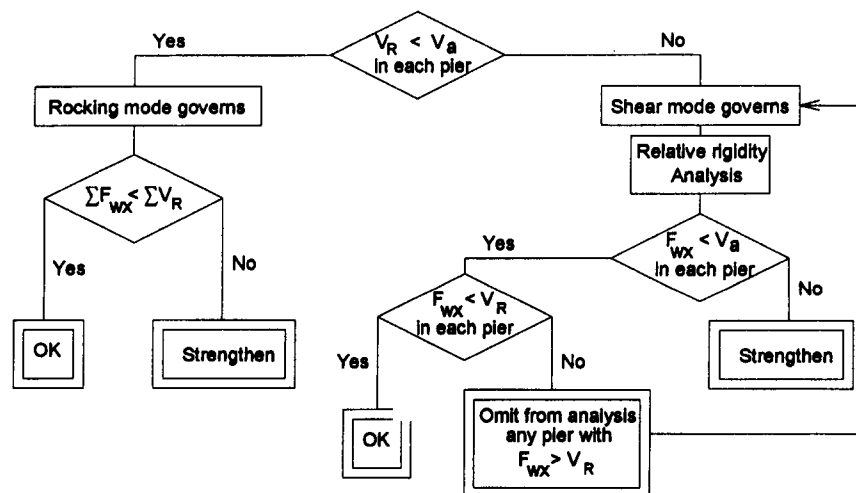 V_R < V_a
in each pier
Yes
No
Rocking mode governs
Shear mode governs
Relative rigidity
Analysis
∑F_wx < ∑V_R
Yes
No
F_wx < V_a
in each pier
Yes
No
F_wx < V_R
in each pier
Yes
No
OK
Strengthen
Strengthen
OK
Omit from analysis
any pier with
F_wx > V_R